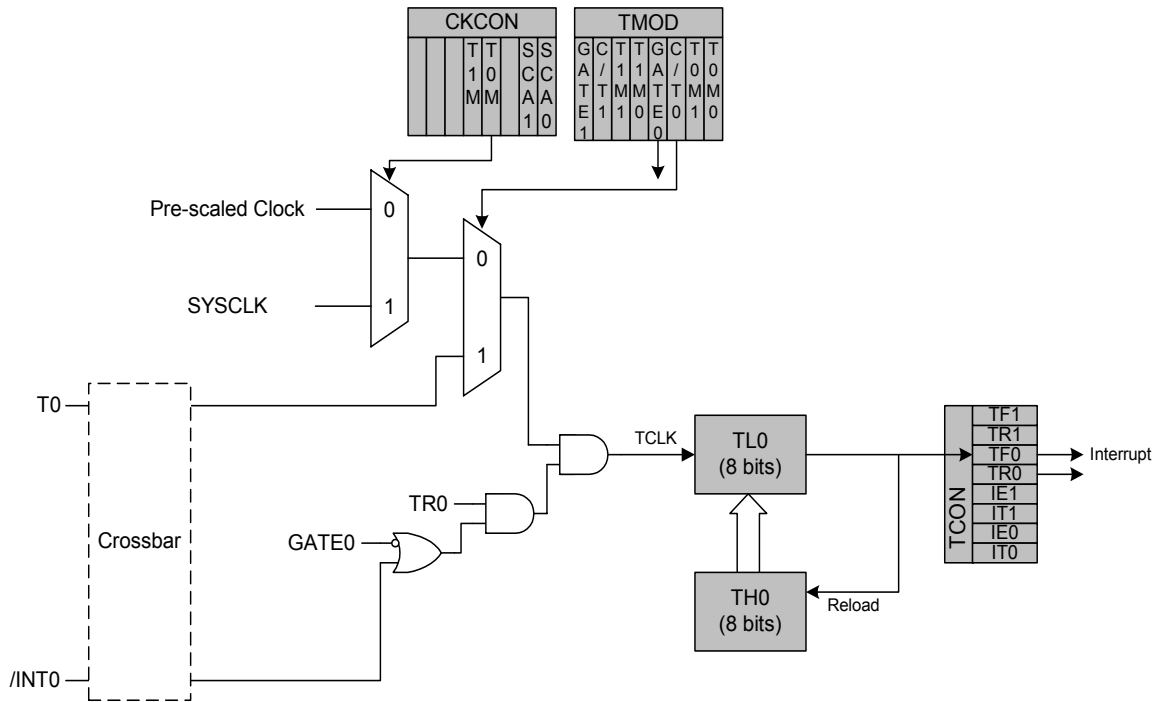 CKCON
T1M
T0M
SCA1
SCA0
TMOD
GATE1
C/T1
T1M1
T1M0
GATE0
C/T0
T0M1
T0M0
Pre-scaled Clock
0
SYSCLK
1
0
1
T0
Crossbar
/INT0
TR0
GATE0
TCLK
TL0
(8 bits)
TH0
(8 bits)
Reload
TCON
TF1
TR1
TF0
TR0
IE1
IT1
IE0
IT0
Interrupt